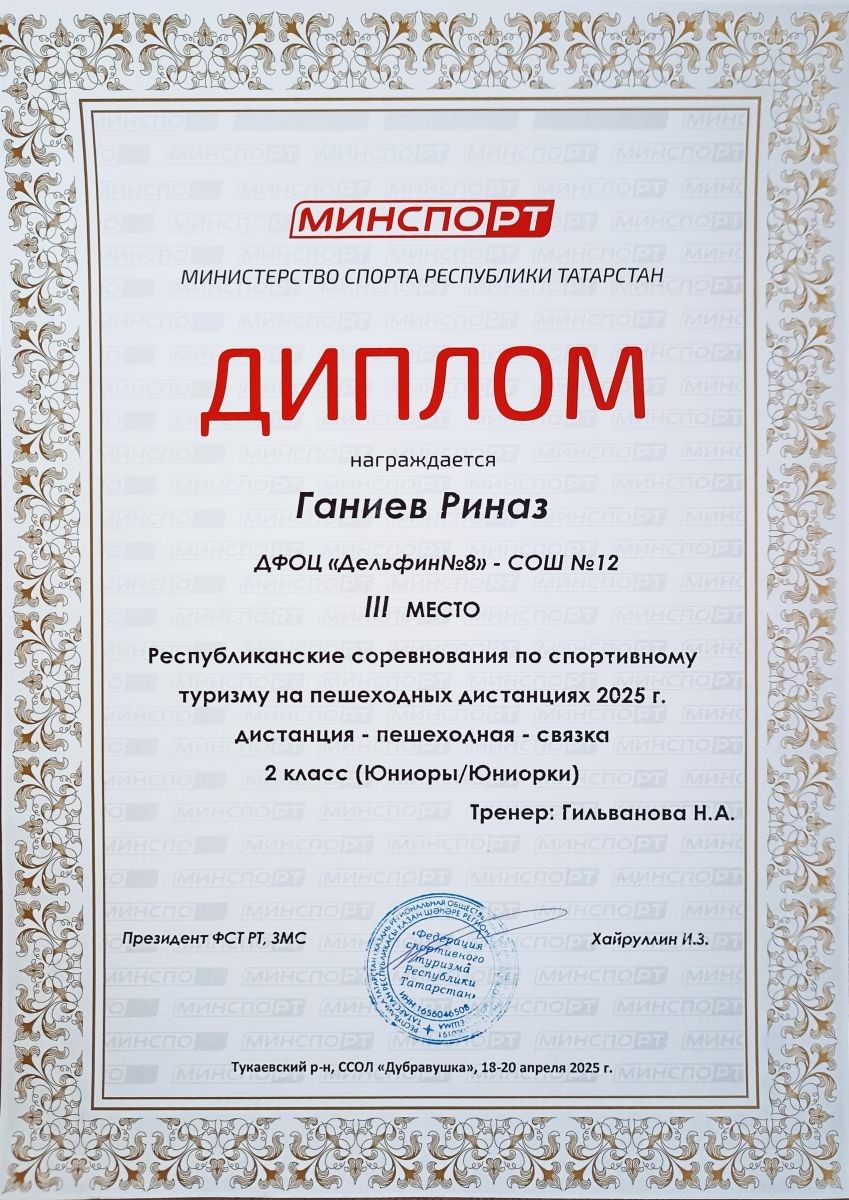 МИНСПОРТ
МИНИСТЕРСТВО СПОРТА РЕСПУБЛИКИ ТАТАРСТАН
ДИПЛОМ
награждается
Ганиев Риназ
ДФОЦ «Дельфин№8» - СОШ №12
III МЕСТО
Республиканские соревнования по спортивному
туризму на пешеходных дистанциях 2025 г.
дистанция - пешеходная - связка
2 класс (Юниоры/Юниорки)
Тренер: Гильванова Н.А.
Президент ФСТ РТ, ЗМС
Хайруллин И.З.
«Федерация
спортивного
туризма
Республики
Татарстан»
ИНН 1656046508
Тукаевский р-н, ССОЛ «Дубравушка», 18-20 апреля 2025 г.